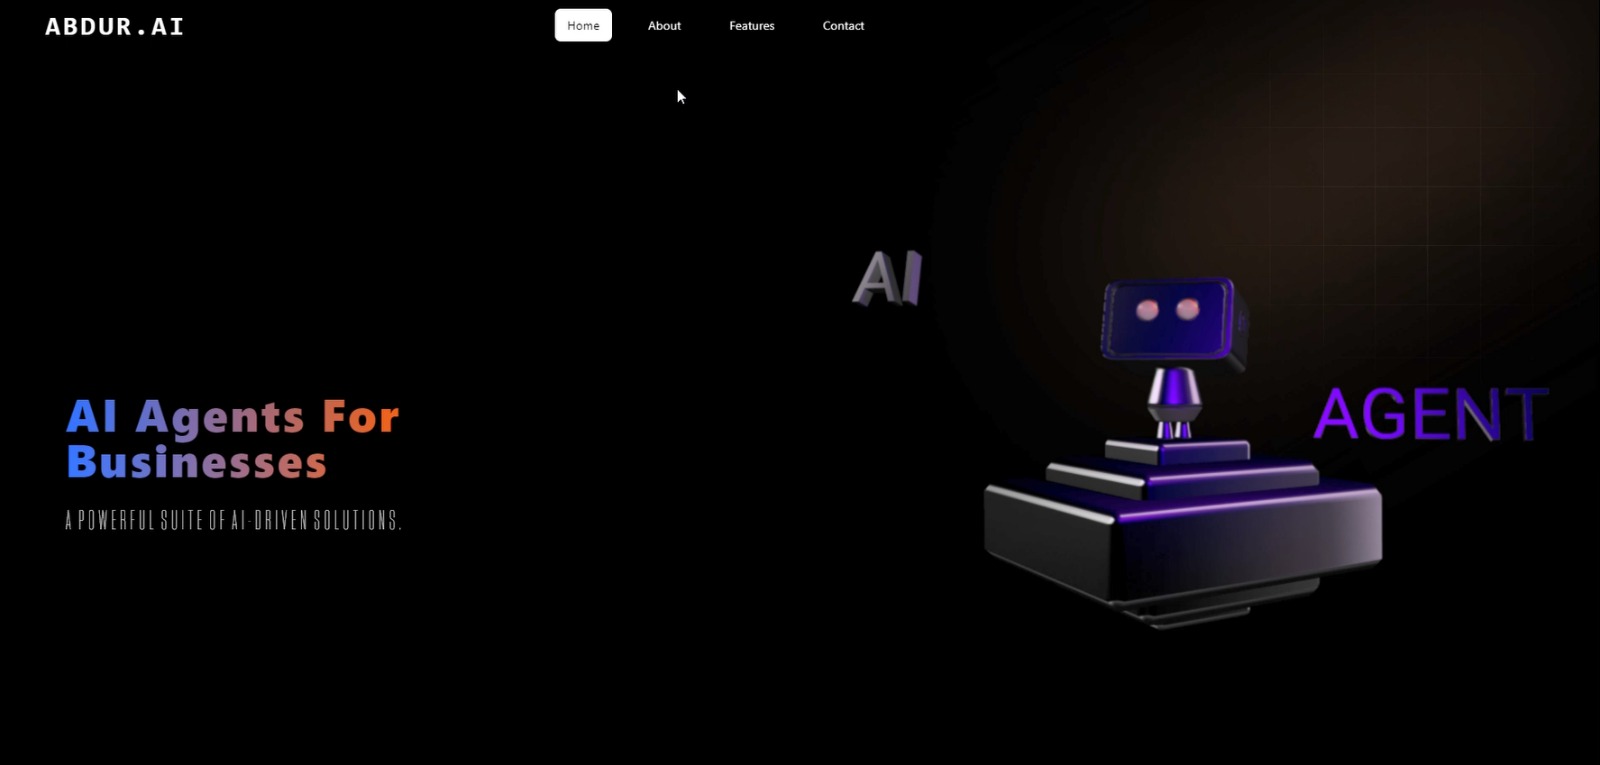 ABDUR.AI
Home
About
Features
Contact
AI
AGENT
AI Agents For
Businesses
A POWERFUL SUITE OF AI-DRIVEN SOLUTIONS.